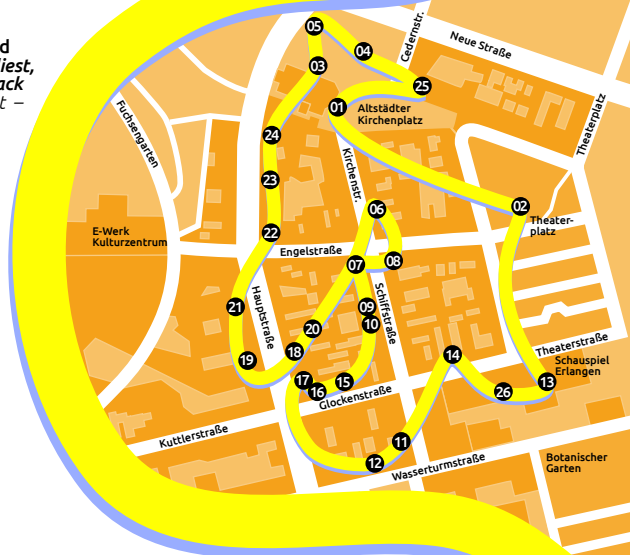 d
liest,
ack
t –
05
04
03
25
01
24
23
22
06
02
07
08
09
10
21
20
19
18
17
16
15
14
13
26
11
12
Cedernstr.
Neue Straße
Theaterplatz
Altstädter
Kirchenplatz
Fuchsengarten
Kirchenstr.
Theater-
platz
E-Werk
Kulturzentrum
Engelstraße
Hauptstraße
Schiffstraße
Theaterstraße
Schauspiel
Erlangen
Glockenstraße
Kuttlerstraße
Wasserturmstraße
Botanischer
Garten